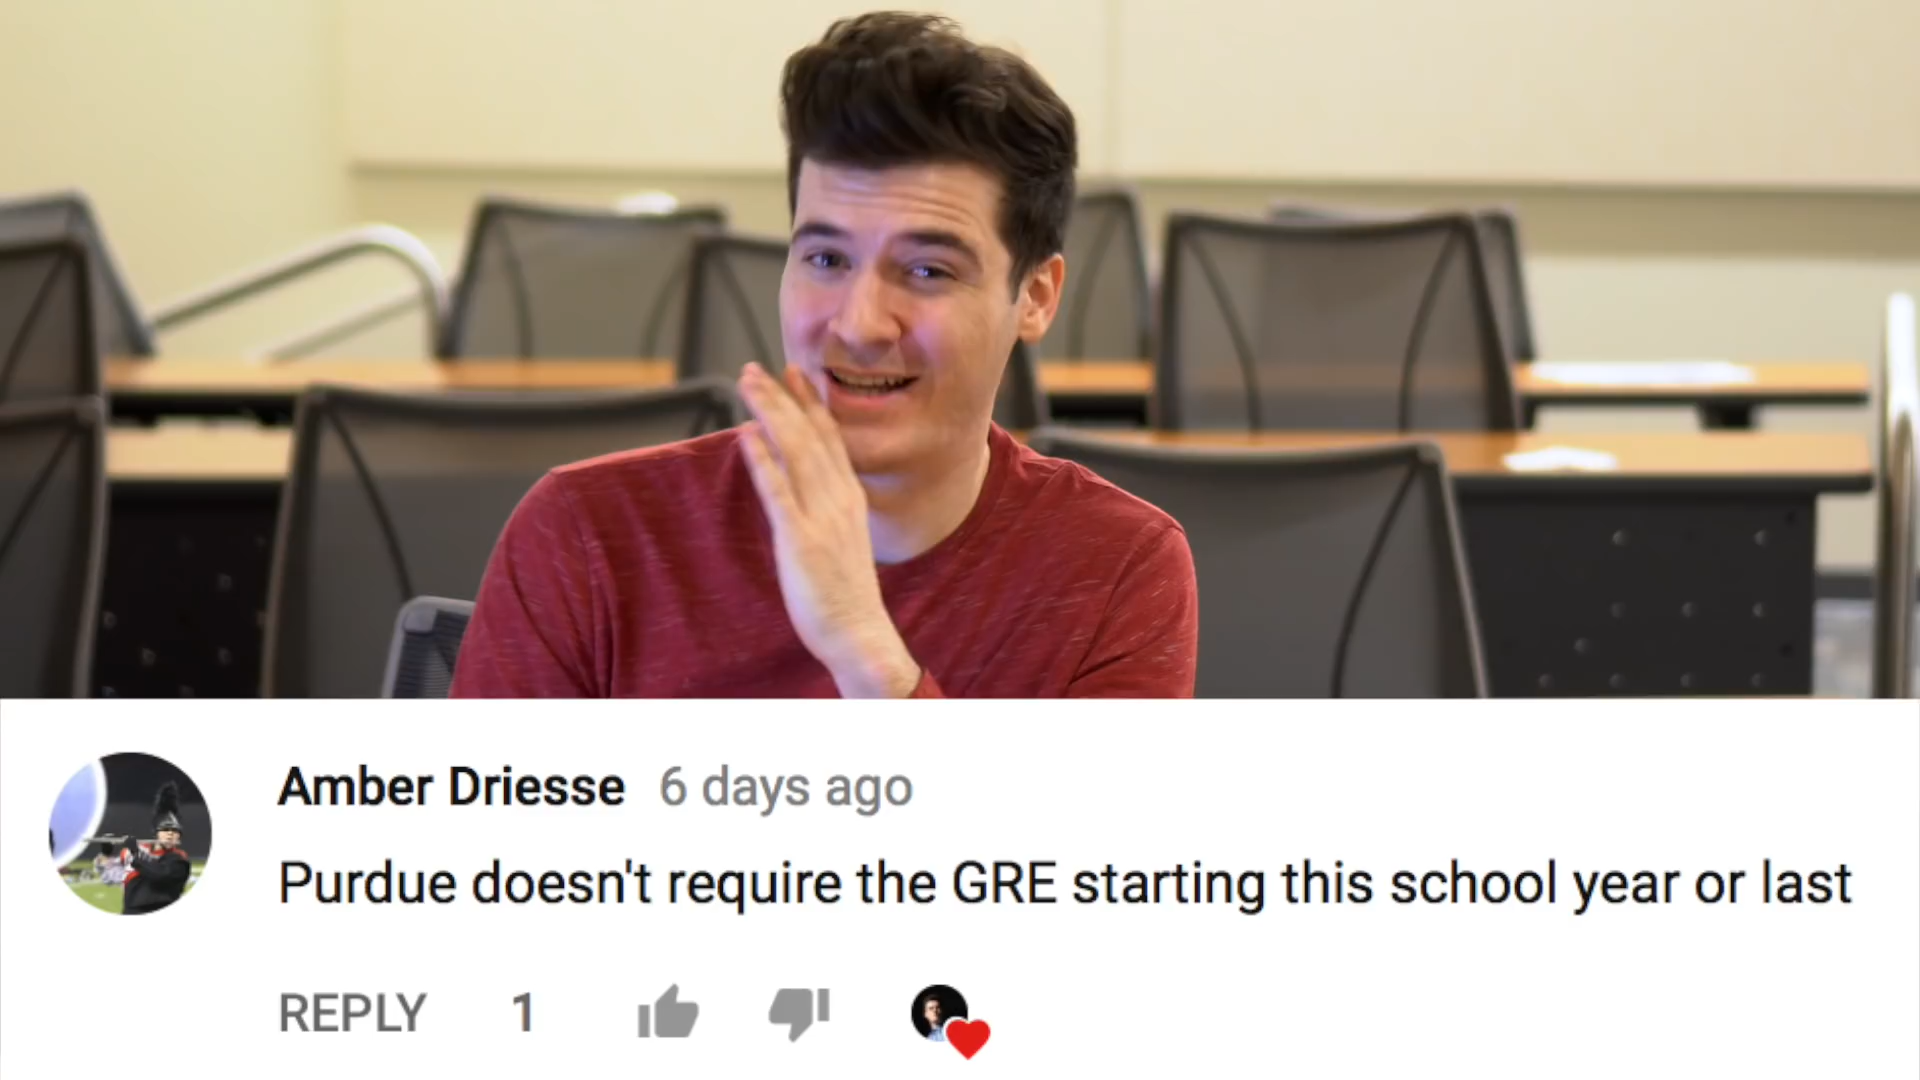 Amber Driesse 6 days ago
Purdue doesn't require the GRE starting this school year or last
REPLY 1